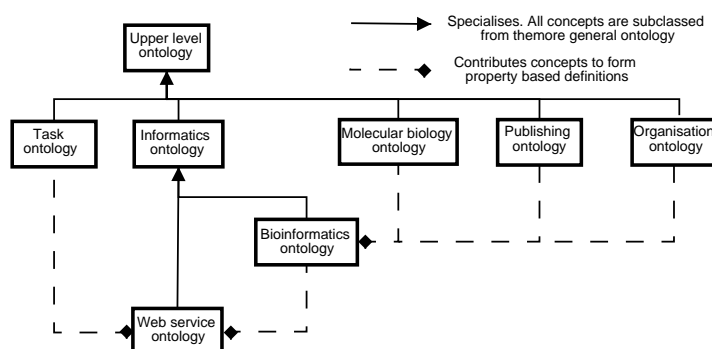 Upper level
ontology
Specialises. All concepts are subclassed
from themore general ontology
Contributes concepts to form
property based definitions
Task
ontology
Informatics
ontology
Molecular biology
ontology
Publishing
ontology
Organisation
ontology
Bioinformatics
ontology
Web service
ontology